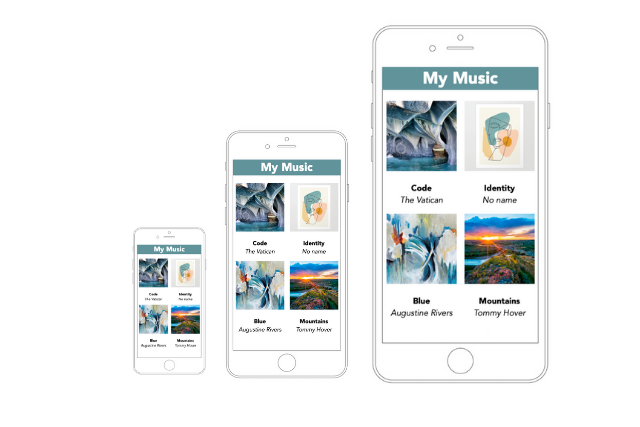 My Music
Code
The Vatican
Identity
No name
Blue
Augustine Rivers
Mountains
Tommy Hover
My Music
Code
The Vatican
Identity
No name
Blue
Augustine Rivers
Mountains
Tommy Hover
My Music
Code
The Vatican
Identity
No name
Blue
Augustine Rivers
Mountains
Tommy Hover